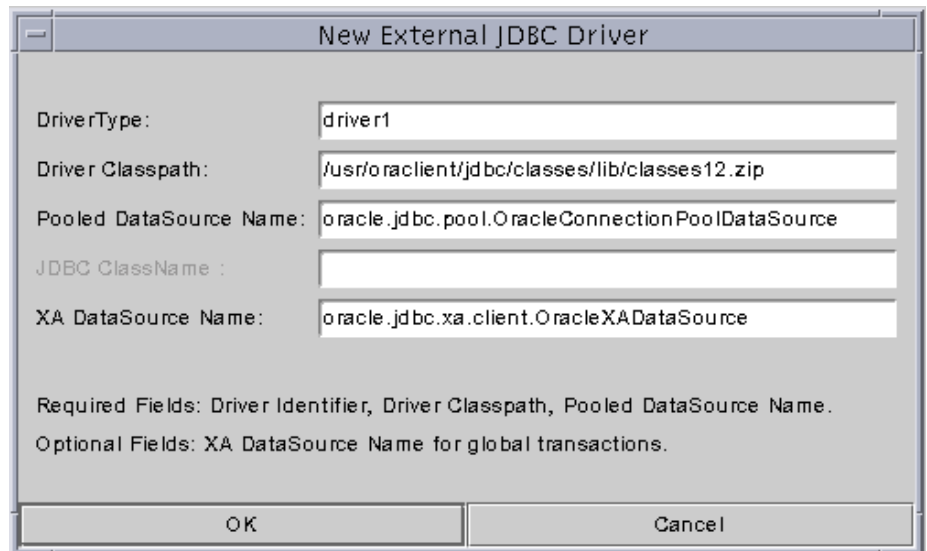 New External JDBC Driver
DriverType: driver1
Driver Classpath: /usr/oraclient/jdbc/classes/lib/classes12.zip
Pooled DataSource Name: oracle.jdbc.pool.OracleConnectionPoolDataSource
JDBC ClassName :
XA DataSource Name: oracle.jdbc.xa.client.OracleXADataSource
Required Fields: Driver Identifier, Driver Classpath, Pooled DataSource Name.
Optional Fields: XA DataSource Name for global transactions.
OK Cancel